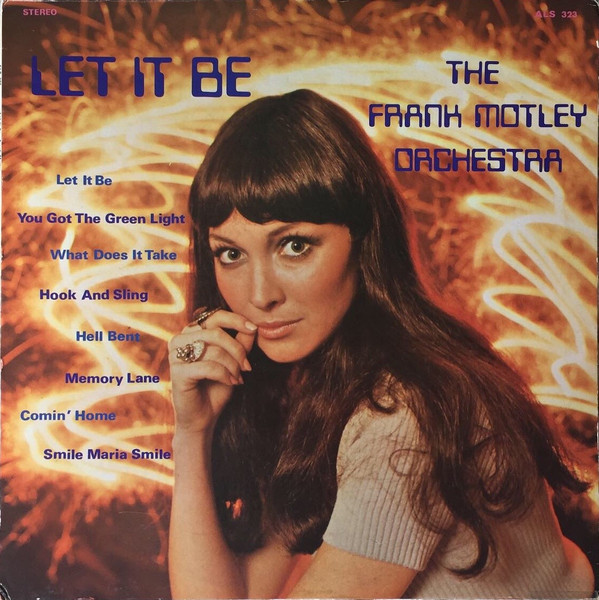 STEREO
ALS 323
LET IT BE
THE
FRANK MOTLEY
ORCHESTRA
Let It Be
You Got The Green Light
What Does It Take
Hook And Sling
Hell Bent
Memory Lane
Comin' Home
Smile Maria Smile